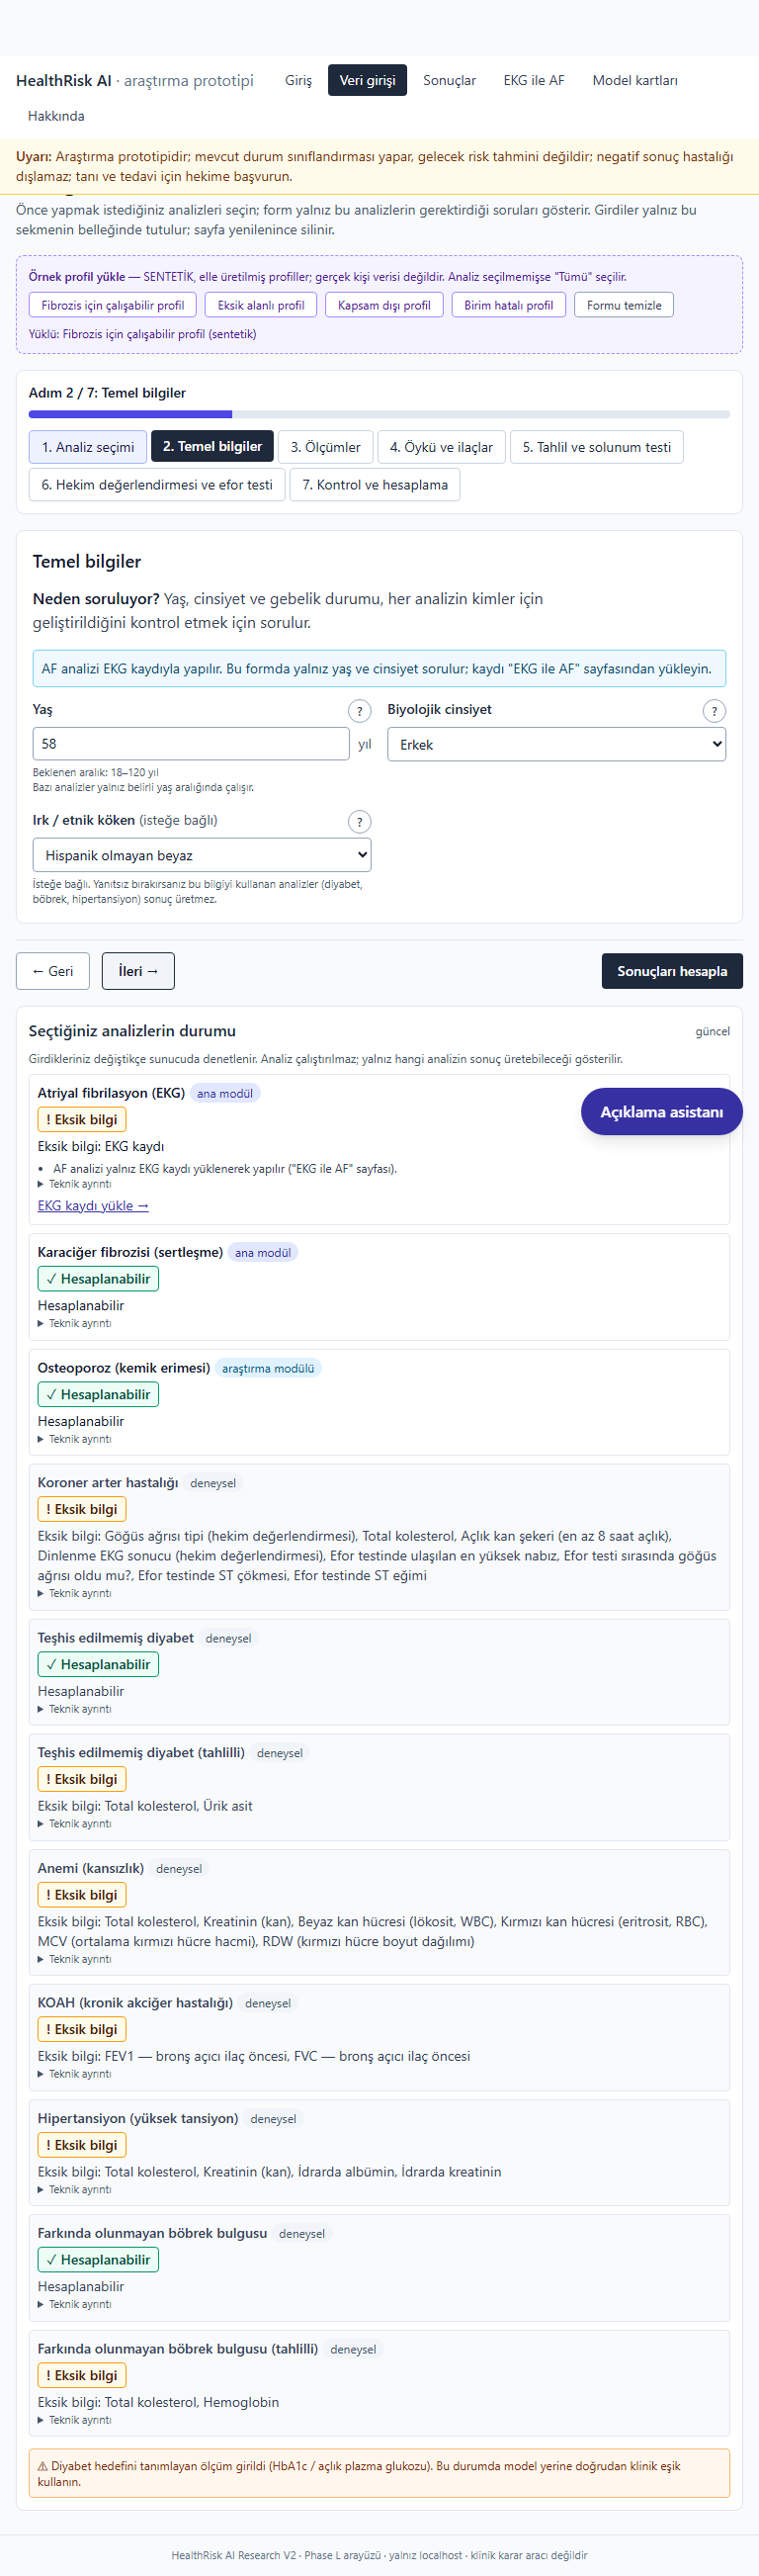 HealthRisk AI · araştırma prototipi
Giriş
Veri girişi
Sonuçlar
EKG ile AF
Model kartları
Hakkında
Uyarı: Araştırma prototipidir; mevcut durum sınıflandırması yapar, gelecek risk tahmini değildir; negatif sonuç hastalığı
dışlamaz; tanı ve tedavi için hekime başvurun.
Önce yapmak istediğiniz analizleri seçin; form yalnız bu analizlerin gerektirdiği soruları gösterir. Girdiler yalnız bu
sekmenin belleğinde tutulur; sayfa yenilenince silinir.
Örnek profil yükle — SENTETİK, elle üretilmiş profiller; gerçek kişi verisi değildir. Analiz seçilmemişse "Tümü" seçilir.
Fibrozis için çalışabilir profil
Eksik alanlı profil
Kapsam dışı profil
Birim hatalı profil
Formu temizle
Yüklü: Fibrozis için çalışabilir profil (sentetik)
Adım 2 / 7: Temel bilgiler
1. Analiz seçimi
2. Temel bilgiler
3. Ölçümler
4. Öykü ve ilaçlar
5. Tahlil ve solunum testi
6. Hekim değerlendirmesi ve efor testi
7. Kontrol ve hesaplama
Temel bilgiler
Neden soruluyor? Yaş, cinsiyet ve gebelik durumu, her analizin kimler için
geliştirildiğini kontrol etmek için sorulur.
AF analizi EKG kaydıyla yapılır. Bu formda yalnız yaş ve cinsiyet sorulur; kaydı "EKG ile AF" sayfasından yükleyin.
Yaş
?
58
yıl
Beklenen aralık: 18–120 yıl
Bazı analizler yalnız belirli yaş aralığında çalışır.
Biyolojik cinsiyet
?
Erkek
Irk / etnik köken (isteğe bağlı)
?
Hispanik olmayan beyaz
İsteğe bağlı. Yanıtsız bırakırsanız bu bilgiyi kullanan analizler (diyabet,
böbrek, hipertansiyon) sonuç üretmez.
← Geri
İleri →
Sonuçları hesapla
Seçtiğiniz analizlerin durumu
güncel
Girdikleriniz değiştikçe sunucuda denetlenir. Analiz çalıştırılmaz; yalnız hangi analizin sonuç üretebileceği gösterilir.
Atriyal fibrilasyon (EKG) ana modül
! Eksik bilgi
Eksik bilgi: EKG kaydı
• AF analizi yalnız EKG kaydı yüklenerek yapılır ("EKG ile AF" sayfası).
▶ Teknik ayrıntı
EKG kaydı yükle →
Açıklama asistanı
Karaciğer fibrozisi (sertleşme) ana modül
✓ Hesaplanabilir
Hesaplanabilir
▶ Teknik ayrıntı
Osteoporoz (kemik erimesi) araştırma modülü
✓ Hesaplanabilir
Hesaplanabilir
▶ Teknik ayrıntı
Koroner arter hastalığı deneysel
! Eksik bilgi
Eksik bilgi: Göğüs ağrısı tipi (hekim değerlendirmesi), Total kolesterol, Açlık kan şekeri (en az 8 saat açlık),
Dinlenme EKG sonucu (hekim değerlendirmesi), Efor testinde ulaşılan en yüksek nabız, Efor testi sırasında göğüs
ağrısı oldu mu?, Efor testinde ST çökmesi, Efor testinde ST eğimi
▶ Teknik ayrıntı
Teşhis edilmemiş diyabet deneysel
✓ Hesaplanabilir
Hesaplanabilir
▶ Teknik ayrıntı
Teşhis edilmemiş diyabet (tahlilli) deneysel
! Eksik bilgi
Eksik bilgi: Total kolesterol, Ürik asit
▶ Teknik ayrıntı
Anemi (kansızlık) deneysel
! Eksik bilgi
Eksik bilgi: Total kolesterol, Kreatinin (kan), Beyaz kan hücresi (lökosit, WBC), Kırmızı kan hücresi (eritrosit, RBC),
MCV (ortalama kırmızı hücre hacmi), RDW (kırmızı hücre boyut dağılımı)
▶ Teknik ayrıntı
KOAH (kronik akciğer hastalığı) deneysel
! Eksik bilgi
Eksik bilgi: FEV1 — bronş açıcı ilaç öncesi, FVC — bronş açıcı ilaç öncesi
▶ Teknik ayrıntı
Hipertansiyon (yüksek tansiyon) deneysel
! Eksik bilgi
Eksik bilgi: Total kolesterol, Kreatinin (kan), İdrarda albümin, İdrarda kreatinin
▶ Teknik ayrıntı
Farkında olunmayan böbrek bulgusu deneysel
✓ Hesaplanabilir
Hesaplanabilir
▶ Teknik ayrıntı
Farkında olunmayan böbrek bulgusu (tahlilli) deneysel
! Eksik bilgi
Eksik bilgi: Total kolesterol, Hemoglobin
▶ Teknik ayrıntı
⚠ Diyabet hedefini tanımlayan ölçüm girildi (HbA1c / açlık plazma glukozu). Bu durumda model yerine doğrudan klinik eşik
kullanın.
HealthRisk AI Research V2 · Phase L arayüzü · yalnız localhost · klinik karar aracı değildir